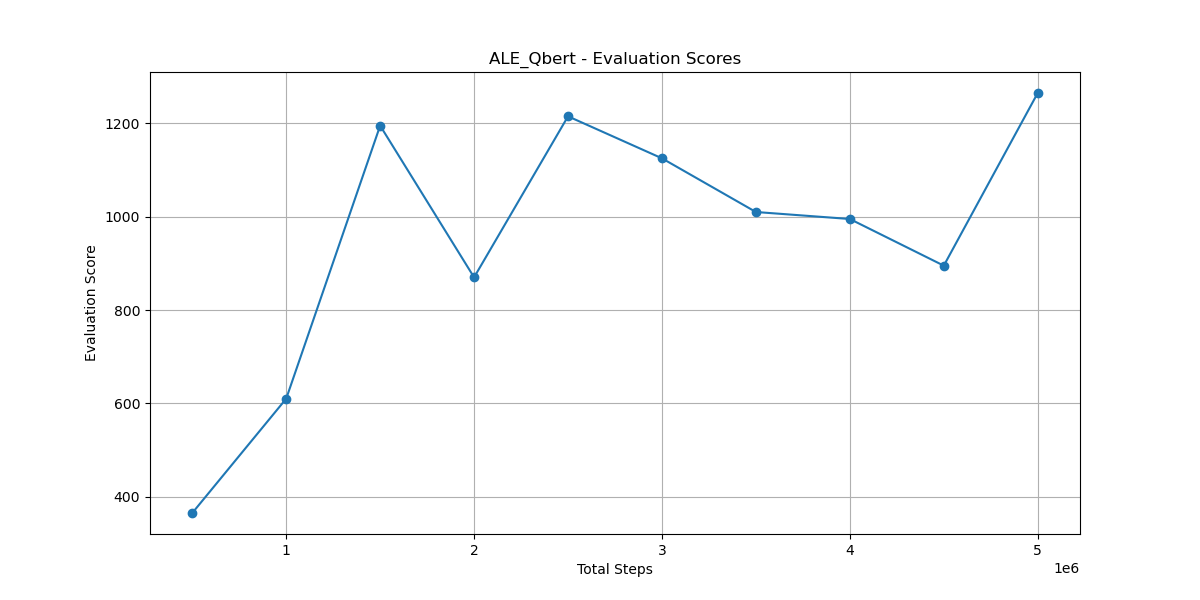 ALE_Qbert - Evaluation Scores
1200
1000
800
600
400
Evaluation Score
1
2
3
4
5
1e6
Total Steps